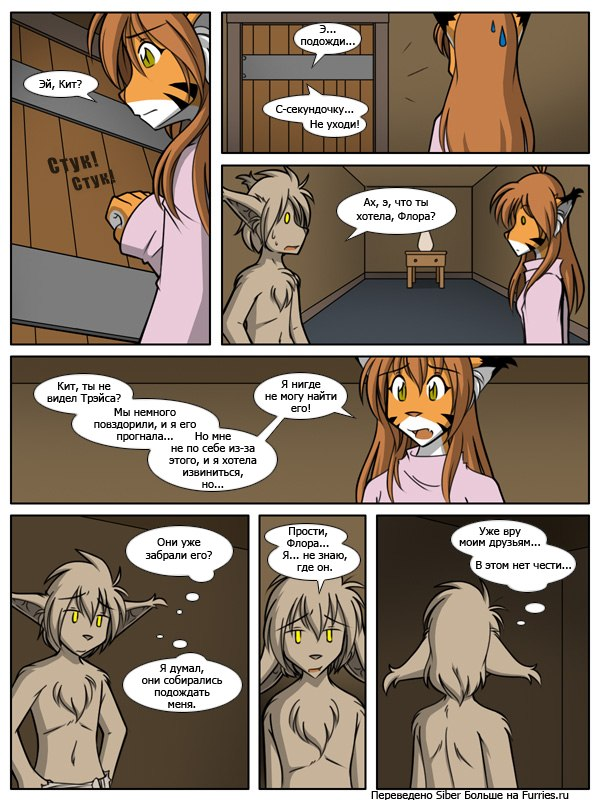 Эй, Кит?
Стук!
Стук!
Э...
подожди...
С-секундочку...
Не уходи!
Ах, э, что ты
хотела, Флора?
Кит, ты не
видел Трэйса?
Мы немного
повздорили, и я его
прогнала...
Но мне
не по себе из-за
этого, и я хотела
извиниться,
но...
Я нигде
не могу найти
его!
Они уже
забрали его?
Я думал,
они собирались
подождать
меня.
Прости,
Флора...
Я... не знаю,
где он.
Уже вру
моим друзьям...
В этом нет чести...
Переведено Siber Больше на Furries.ru